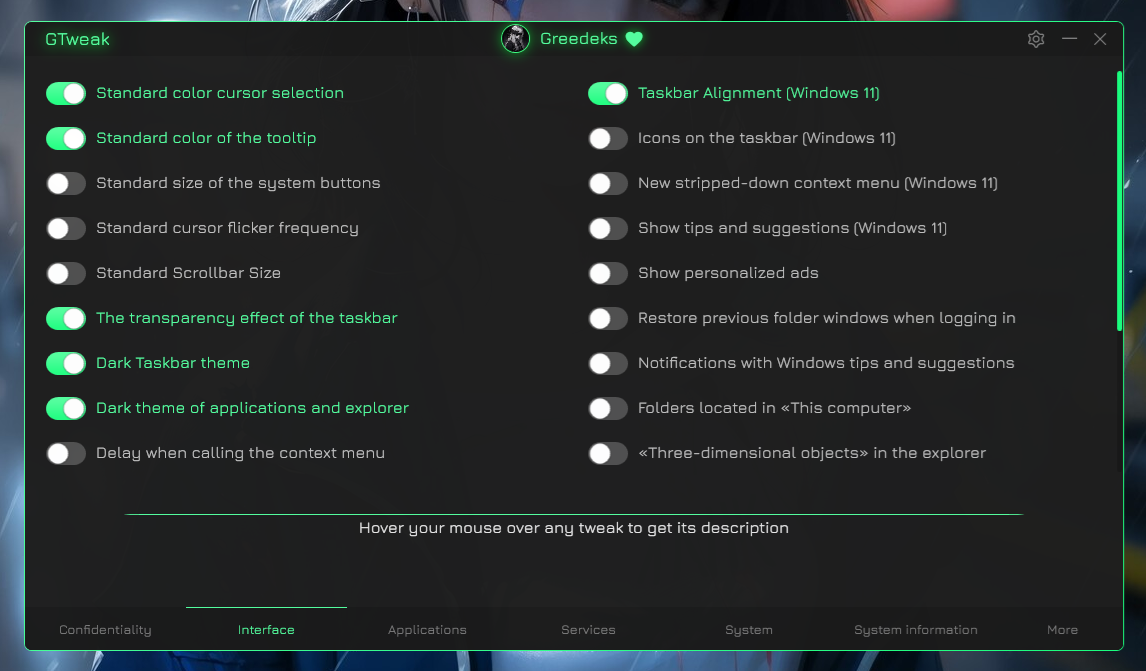 GTweak
Greedeks
Standard color cursor selection
Standard color of the tooltip
Standard size of the system buttons
Standard cursor flicker frequency
Standard Scrollbar Size
The transparency effect of the taskbar
Dark Taskbar theme
Dark theme of applications and explorer
Delay when calling the context menu
Taskbar Alignment (Windows 11)
Icons on the taskbar (Windows 11)
New stripped-down context menu (Windows 11)
Show tips and suggestions (Windows 11)
Show personalized ads
Restore previous folder windows when logging in
Notifications with Windows tips and suggestions
Folders located in «This computer»
«Three-dimensional objects» in the explorer
Hover your mouse over any tweak to get its description
Confidentiality
Interface
Applications
Services
System
System information
More